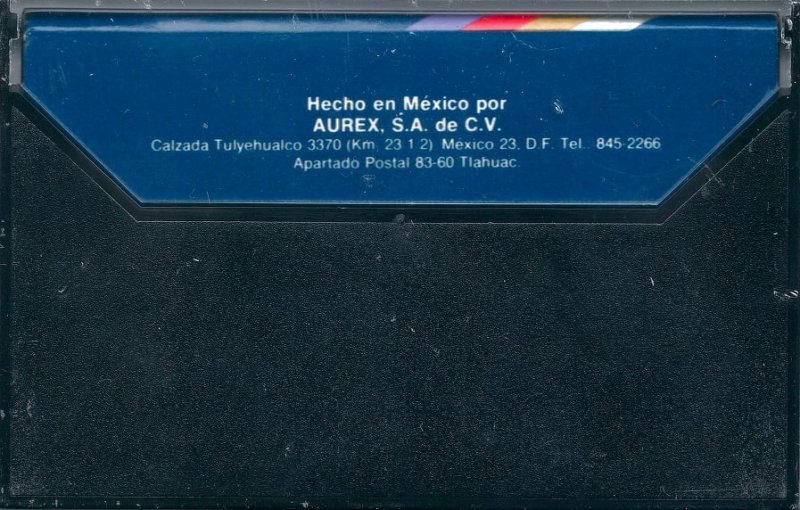 Hecho en México por
AUREX, S.A. de C.V.
Calzada Tulyehualco 3370 (Km. 23 1 2) México 23, D.F. Tel. 845-2266
Apartado Postal 83-60 Tlahuac.